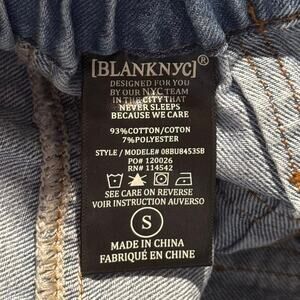 [BLANKNYC]®
DESIGNED FOR YOU
BY OUR NYC TEAM
IN THE CITY THAT
NEVER SLEEPS
BECAUSE WE CARE
93%COTTON/COTON
7%POLYESTER
STYLE / MODELE# 08BU8453SB
PO# 120026
RN# 114542
SEE CARE ON REVERSE
VOIR INSTRUCTION AUVERSO
S
MADE IN CHINA
FABRIQUÉ EN CHINE